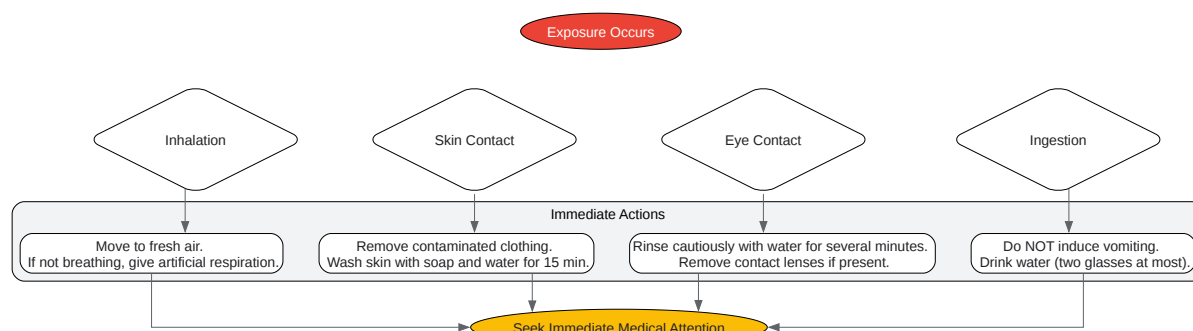 Exposure Occurs
Inhalation
Skin Contact
Eye Contact
Ingestion
Immediate Actions
Move to fresh air.
If not breathing, give artificial respiration.
Remove contaminated clothing.
Wash skin with soap and water for 15 min.
Rinse cautiously with water for several minutes.
Remove contact lenses if present.
Do NOT induce vomiting.
Drink water (two glasses at most).
Seek Immediate Medical Attention